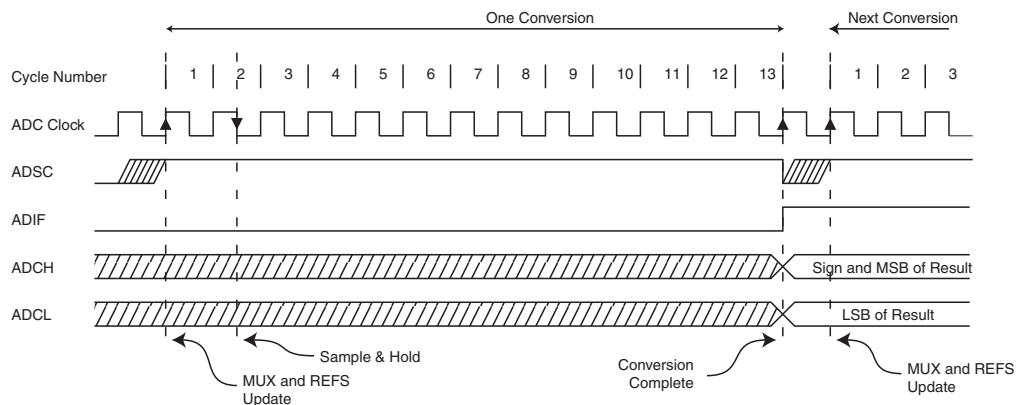 One Conversion
Next Conversion
Cycle Number
1 2 3 4 5 6 7 8 9 10 11 12 13 1 2 3
ADC Clock
ADSC
ADIF
ADCH
Sign and MSB of Result
ADCL
LSB of Result
Sample & Hold
MUX and REFS
Update
Conversion
Complete
MUX and REFS
Update